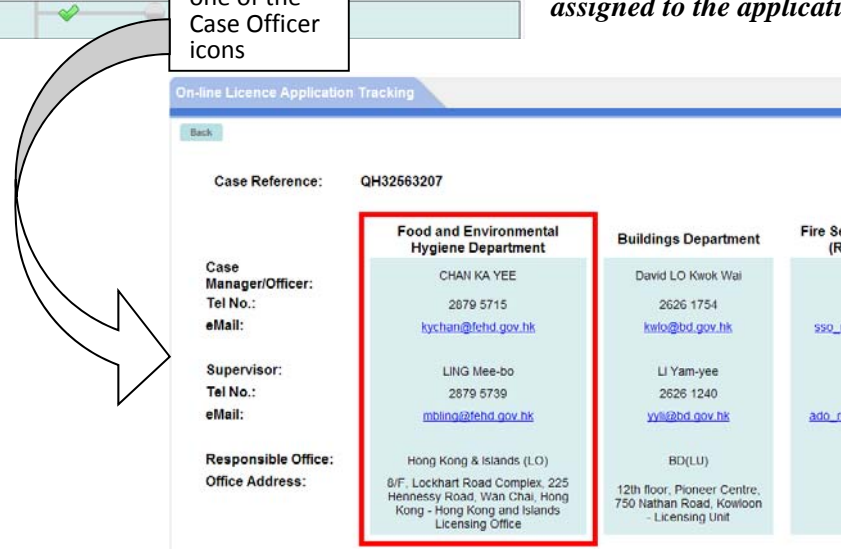 one of the
Case Officer
icons
assigned to the applicati
On-line Licence Application Tracking
Back
Case Reference: QH32563207
Food and Environmental
Hygiene Department
Buildings Department
Fire Se
(R
Case
Manager/Officer:
CHAN KA YEE
David LO Kwok Wai
Tel No.: 2879 5715 2626 1754
eMail: kychan@fehd.gov.hk kwlo@bd.gov.hk sso_
Supervisor: LING Mee-bo LI Yam-yee
Tel No.: 2879 5739 2626 1240
eMail: mbling@fehd.gov.hk yyli@bd.gov.hk ado_
Responsible Office: Hong Kong & Islands (LO) BD(LU)
Office Address:
8/F, Lockhart Road Complex, 225
Hennessy Road, Wan Chai, Hong
Kong - Hong Kong and Islands
Licensing Office
12th floor, Pioneer Centre,
750 Nathan Road, Kowloon
- Licensing Unit